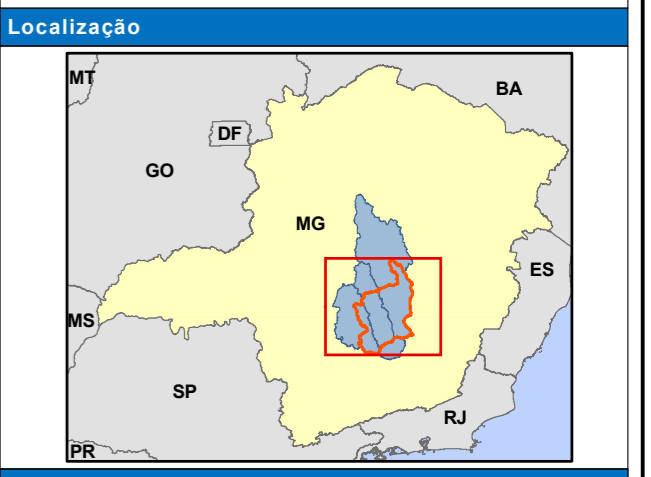 Localização
MT
BA
DF
GO
MG
ES
MS
SP
RJ
PR